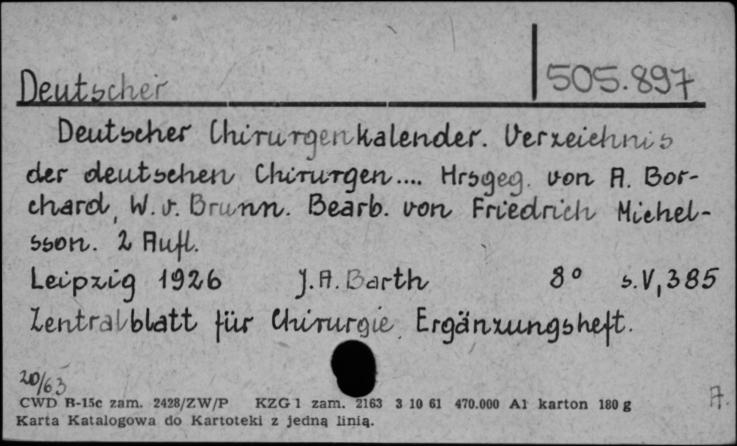 505.897
Deutscher
Deutscher Chirurgenkalender. Verzeichnis
der deutschen Chirurgen.... Hrsgeg. von A. Bor-
chard, W. v. Brunn. Bearb. von Friedrich Michel-
sson. 2 Aufl.
Leipzig 1926 J.A. Barth 8° s. V, 385
Zentralblatt für Chirurgie. Ergänzungsheft.
20/63
CWD B-15c zam. 2428/ZW/P KZG 1 zam. 2163 3 10 61 470.000 A1 karton 180 g
Karta Katalogowa do Kartoteki z jedną linią.
A.